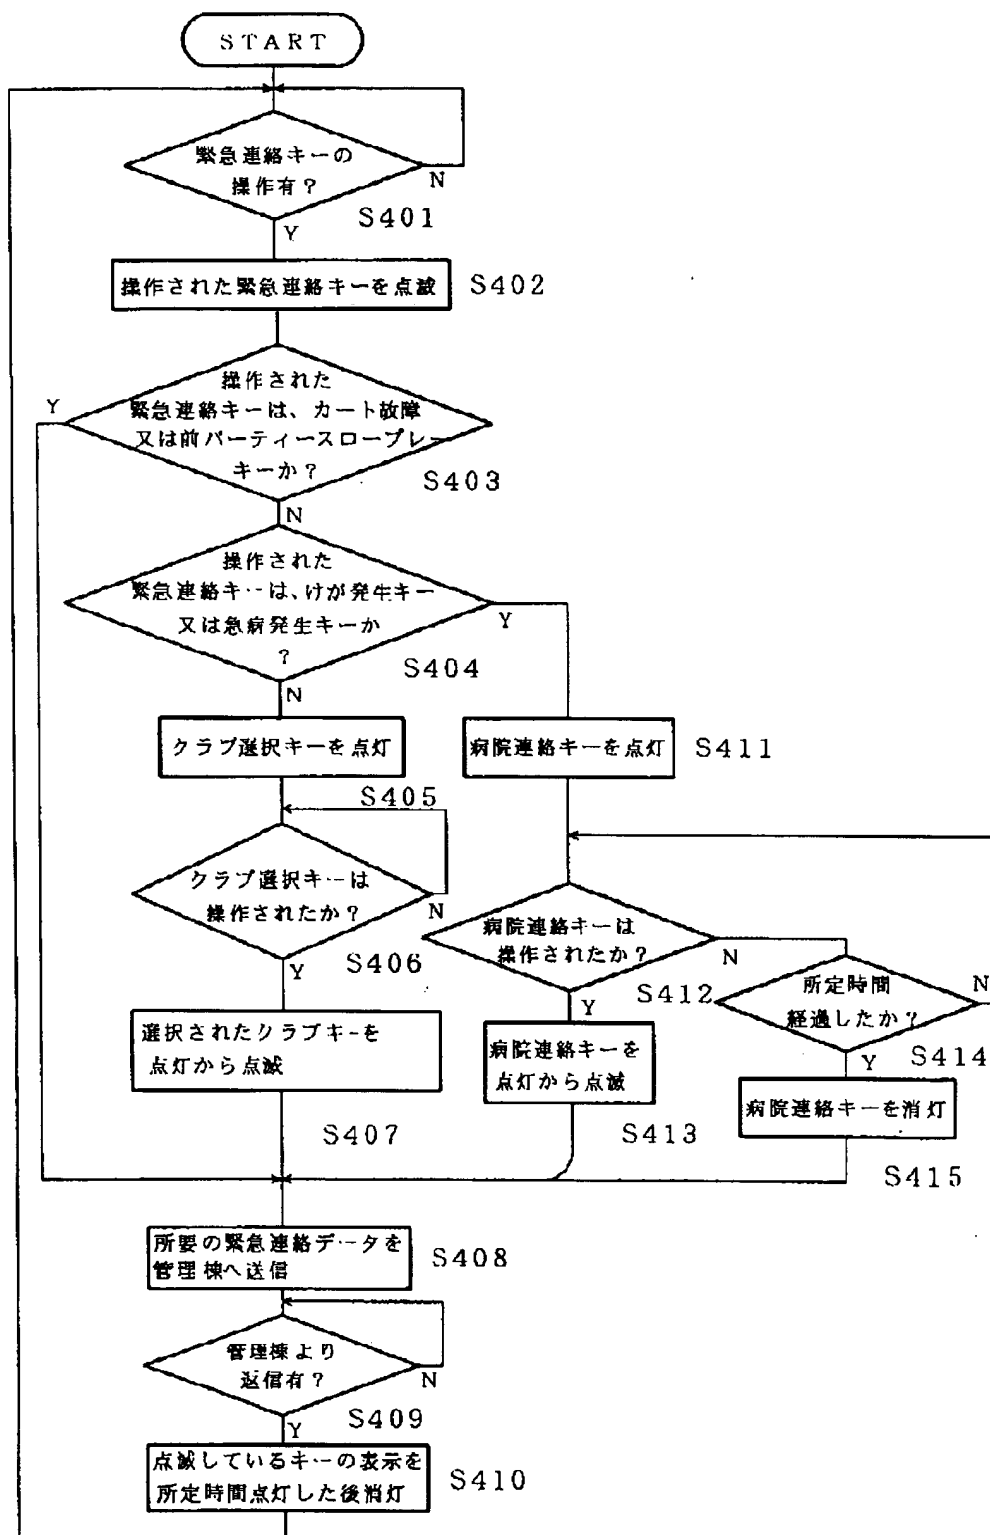 START
緊急連絡キーの
操作有?
N
S401
Y
操作された緊急連絡キーを点滅
S402
操作された
緊急連絡キーは、カート故障
又は前パーティースロープレー
キーか?
Y
S403
N
操作された
緊急連絡キーは、けが発生キー
又は急病発生キーか
?
Y
S404
N
クラブ選択キーを点灯
S405
病院連絡キーを点灯
S411
クラブ選択キーは
操作されたか?
N
S406
Y
病院連絡キーは
操作されたか?
N
S412
Y
所定時間
経過したか?
N
S414
Y
選択されたクラブキーを
点灯から点滅
S407
病院連絡キーを
点灯から点滅
S413
病院連絡キーを消灯
S415
所要の緊急連絡データを
管理棟へ送信
S408
管理棟より
返信有?
N
S409
Y
点滅しているキーの表示を
所定時間点灯した後消灯
S410